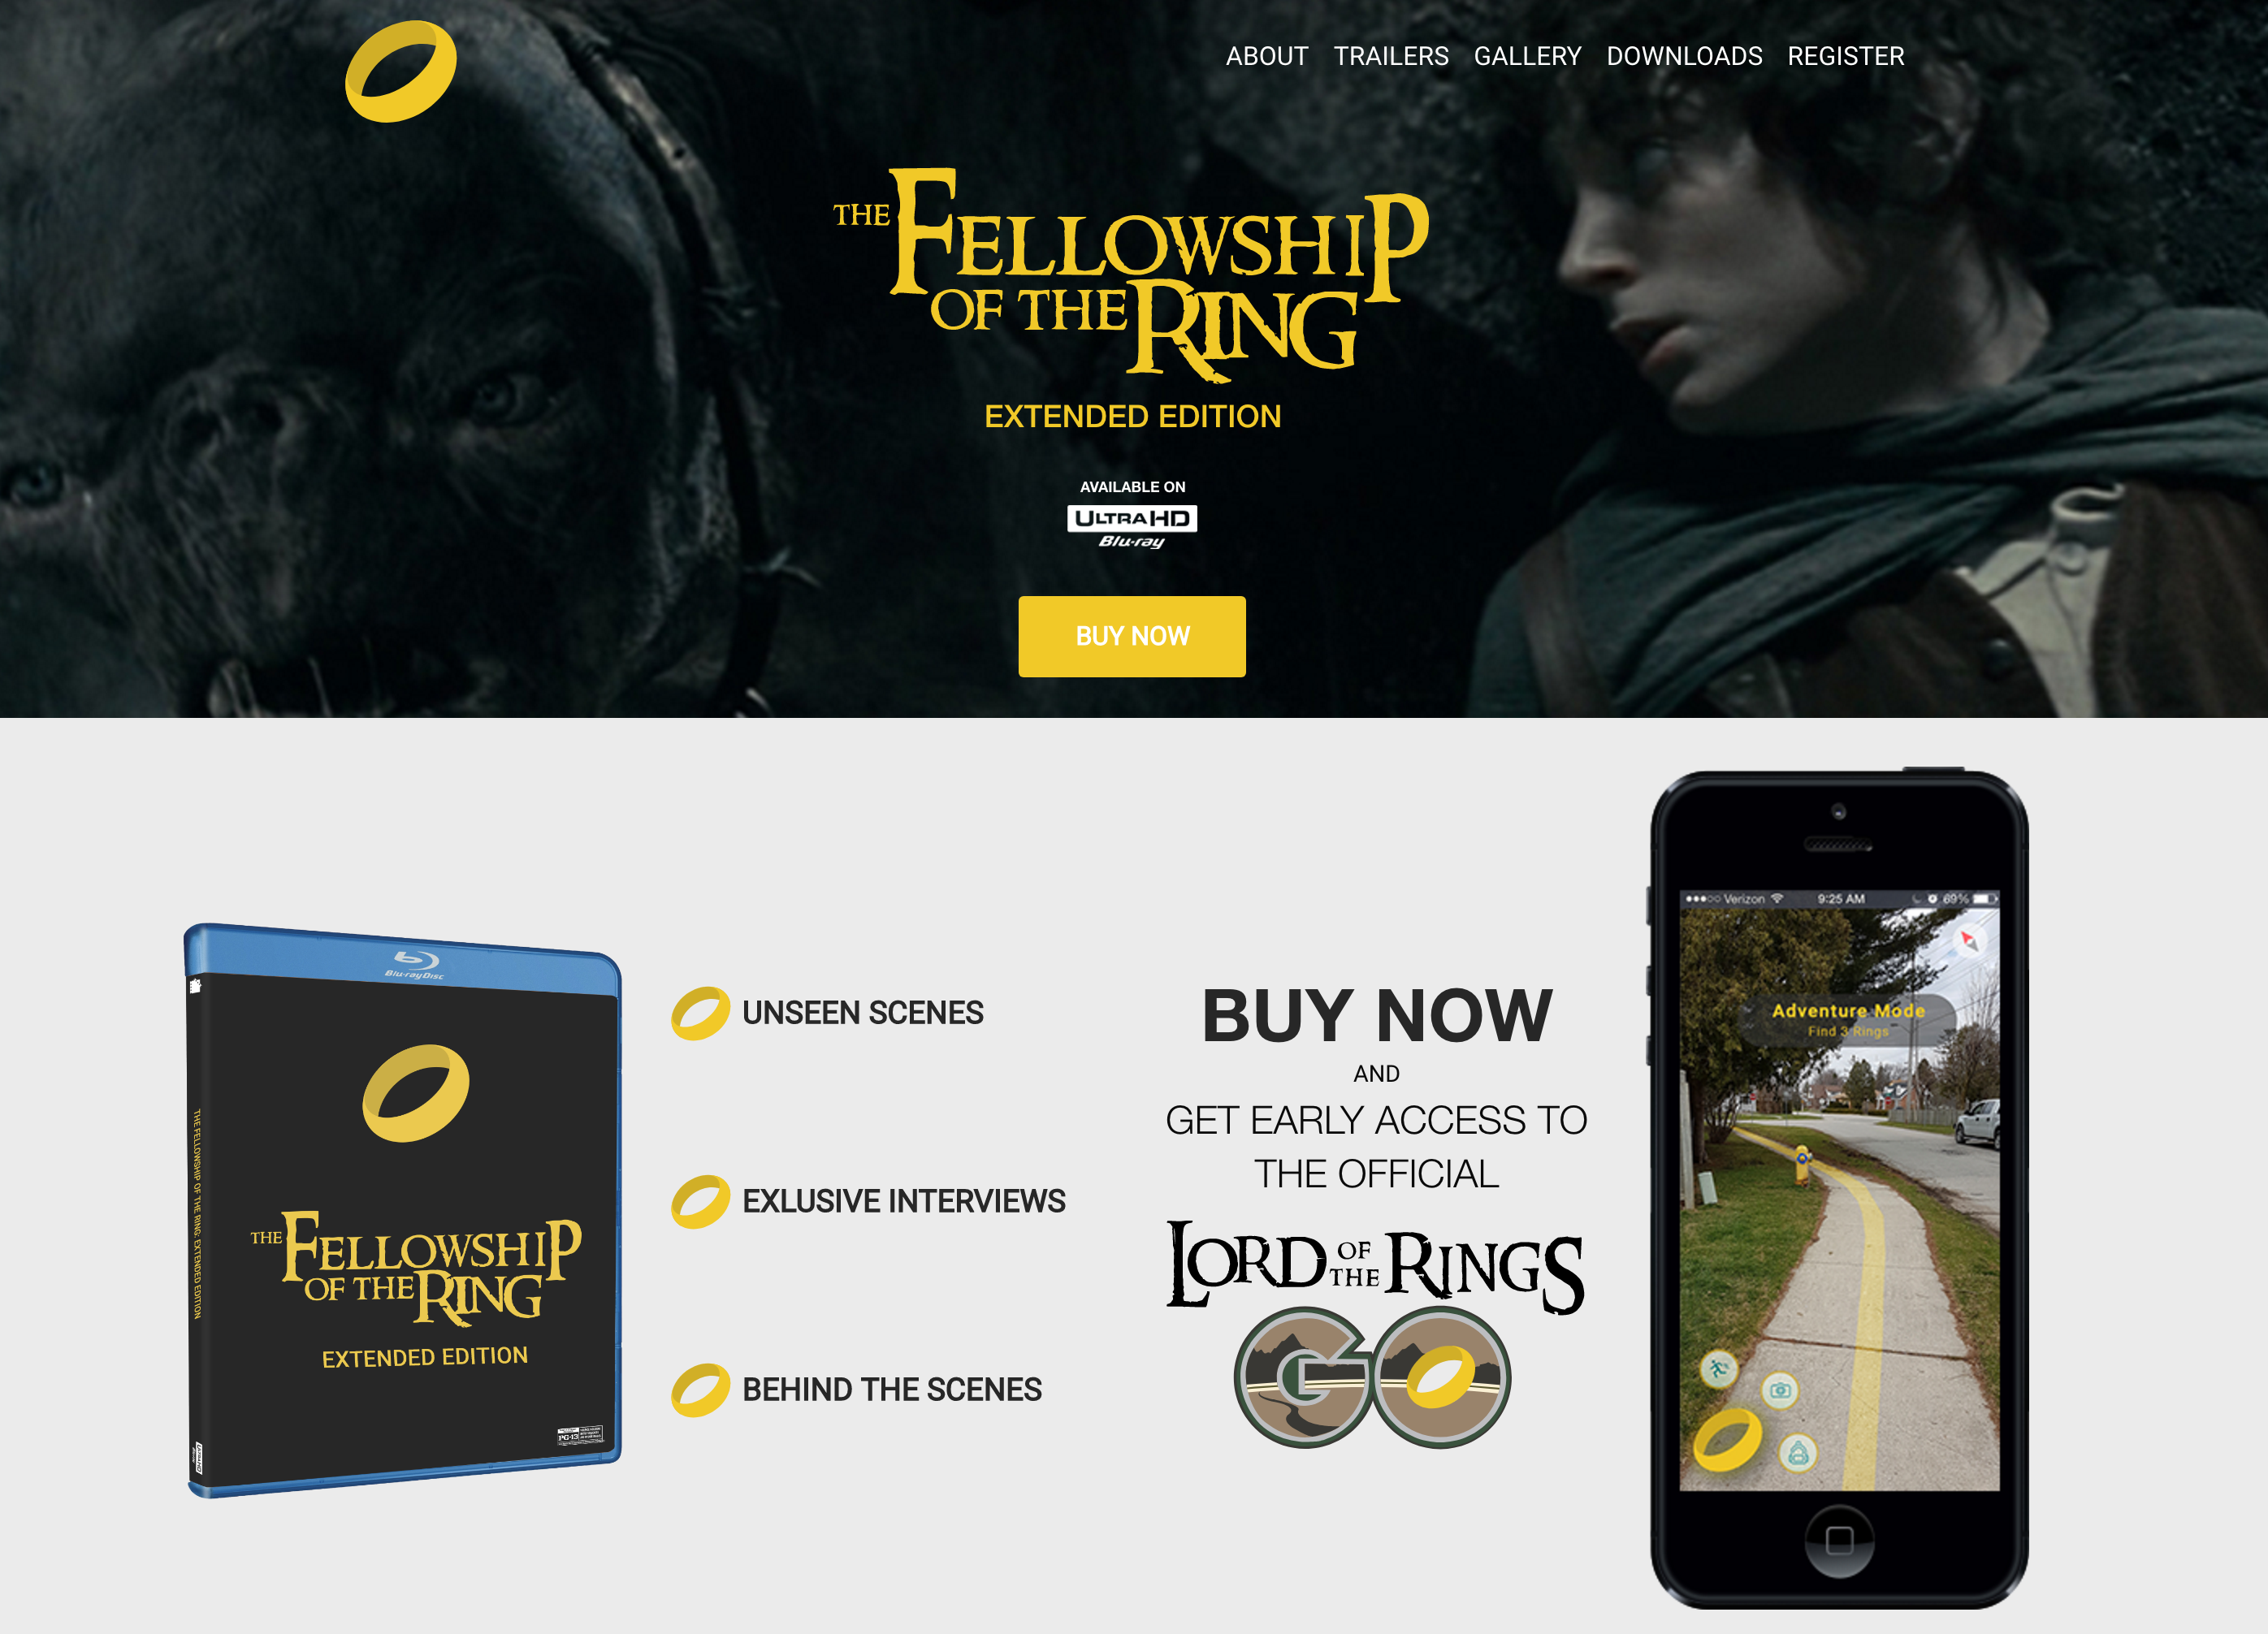 ABOUT TRAILERS GALLERY DOWNLOADS REGISTER
THE FELLOWSHIP
OF THE RING
EXTENDED EDITION
AVAILABLE ON
ULTRA HD
Blu-ray
BUY NOW
Blu-ray Disc
THE FELLOWSHIP OF THE RING: EXTENDED EDITION
THE FELLOWSHIP
OF THE RING
EXTENDED EDITION
PG-13
UNSEEN SCENES
EXLUSIVE INTERVIEWS
BEHIND THE SCENES
BUY NOW
AND
GET EARLY ACCESS TO
THE OFFICIAL
LORD OF THE RINGS
GO
Verizon 9:25 AM 69%
Adventure Mode
Find 3 Rings